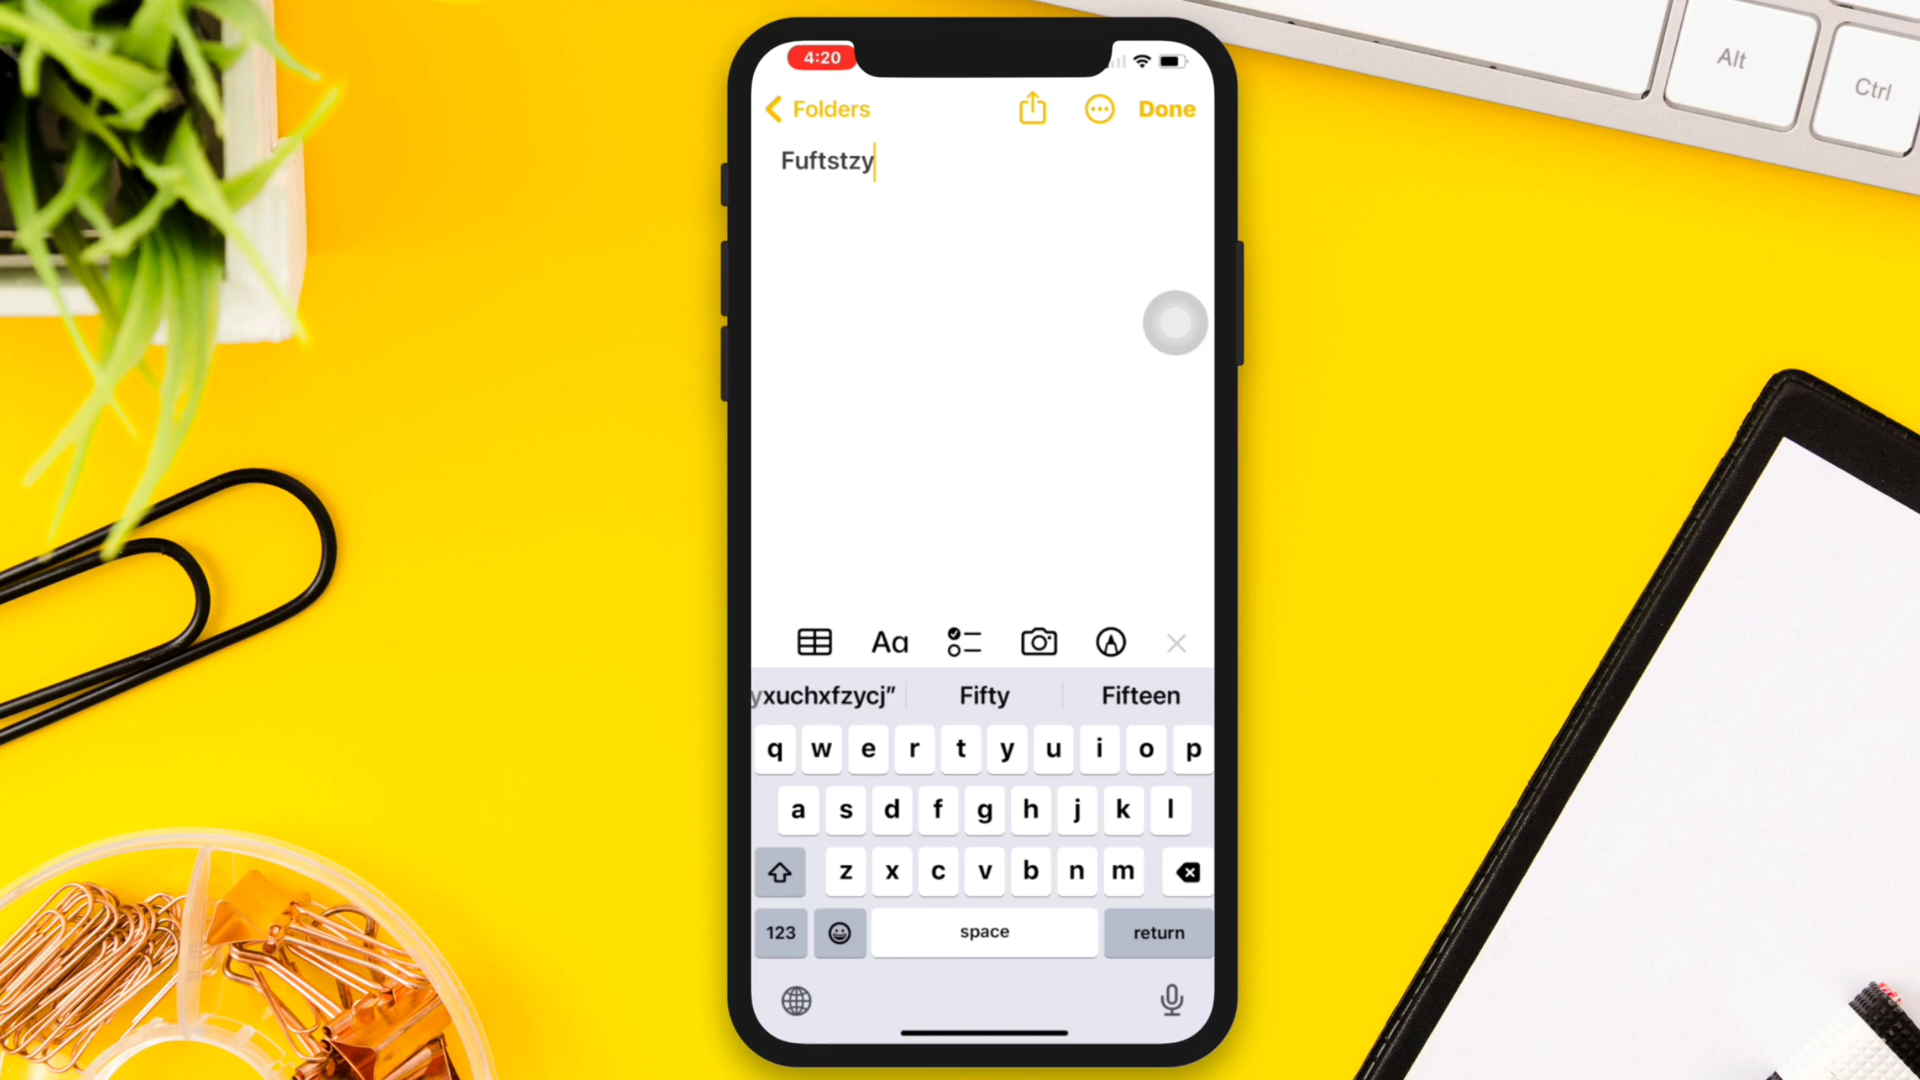 4:20
Folders
Done
Fuftstzy
Aa
yxuchxfzycj" Fifty Fifteen
q w e r t y u i o p
a s d f g h j k l
z x c v b n m
123 space return
Alt
Ctrl